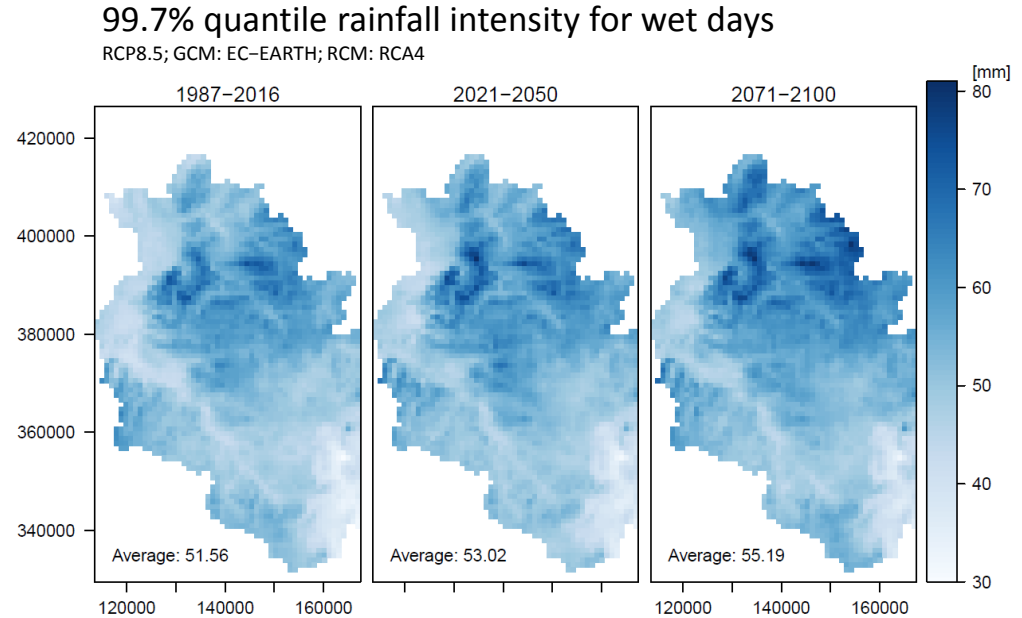 99.7% quantile rainfall intensity for wet days
RCP8.5; GCM: EC−EARTH; RCM: RCA4
[mm]
1987−2016 2021−2050 2071−2100
80
420000
70
400000
60
380000
50
360000
40
340000
Average: 51.56 Average: 53.02 Average: 55.19
30
120000 140000 160000 120000 140000 160000